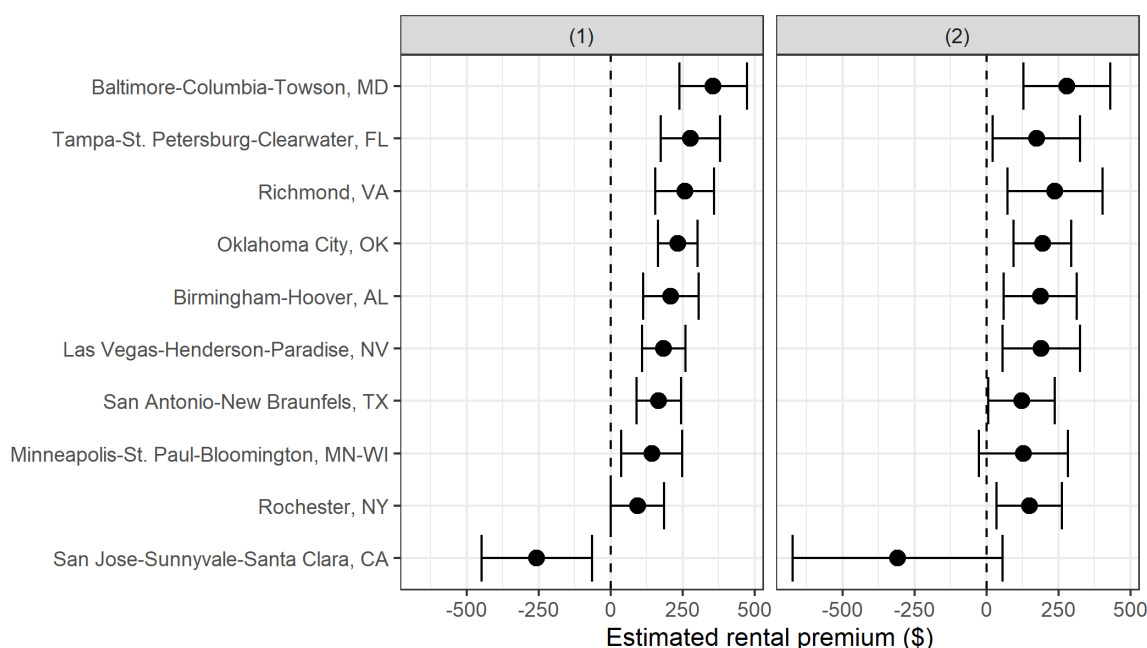 (1) (2)
Baltimore-Columbia-Towson, MD
Tampa-St. Petersburg-Clearwater, FL
Richmond, VA
Oklahoma City, OK
Birmingham-Hoover, AL
Las Vegas-Henderson-Paradise, NV
San Antonio-New Braunfels, TX
Minneapolis-St. Paul-Bloomington, MN-WI
Rochester, NY
San Jose-Sunnyvale-Santa Clara, CA
-500 -250 0 250 500 -500 -250 0 250 500
Estimated rental premium ($)